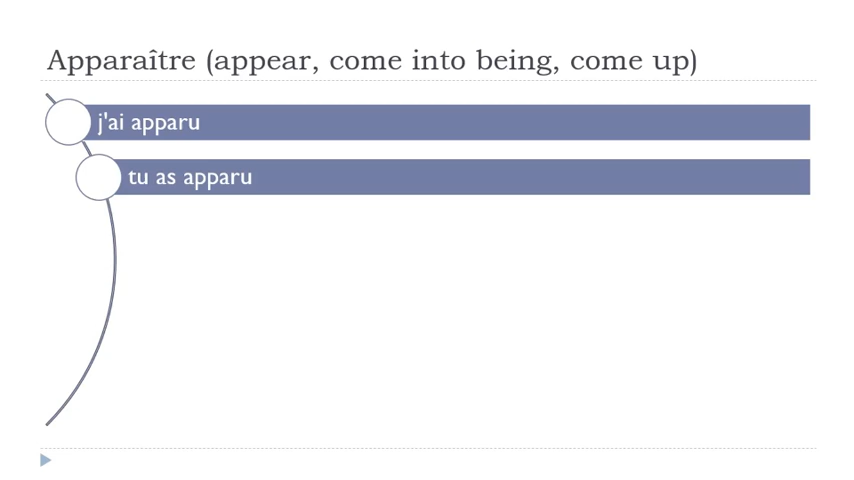 Apparaître (appear, come into being, come up)
j'ai apparu
tu as apparu